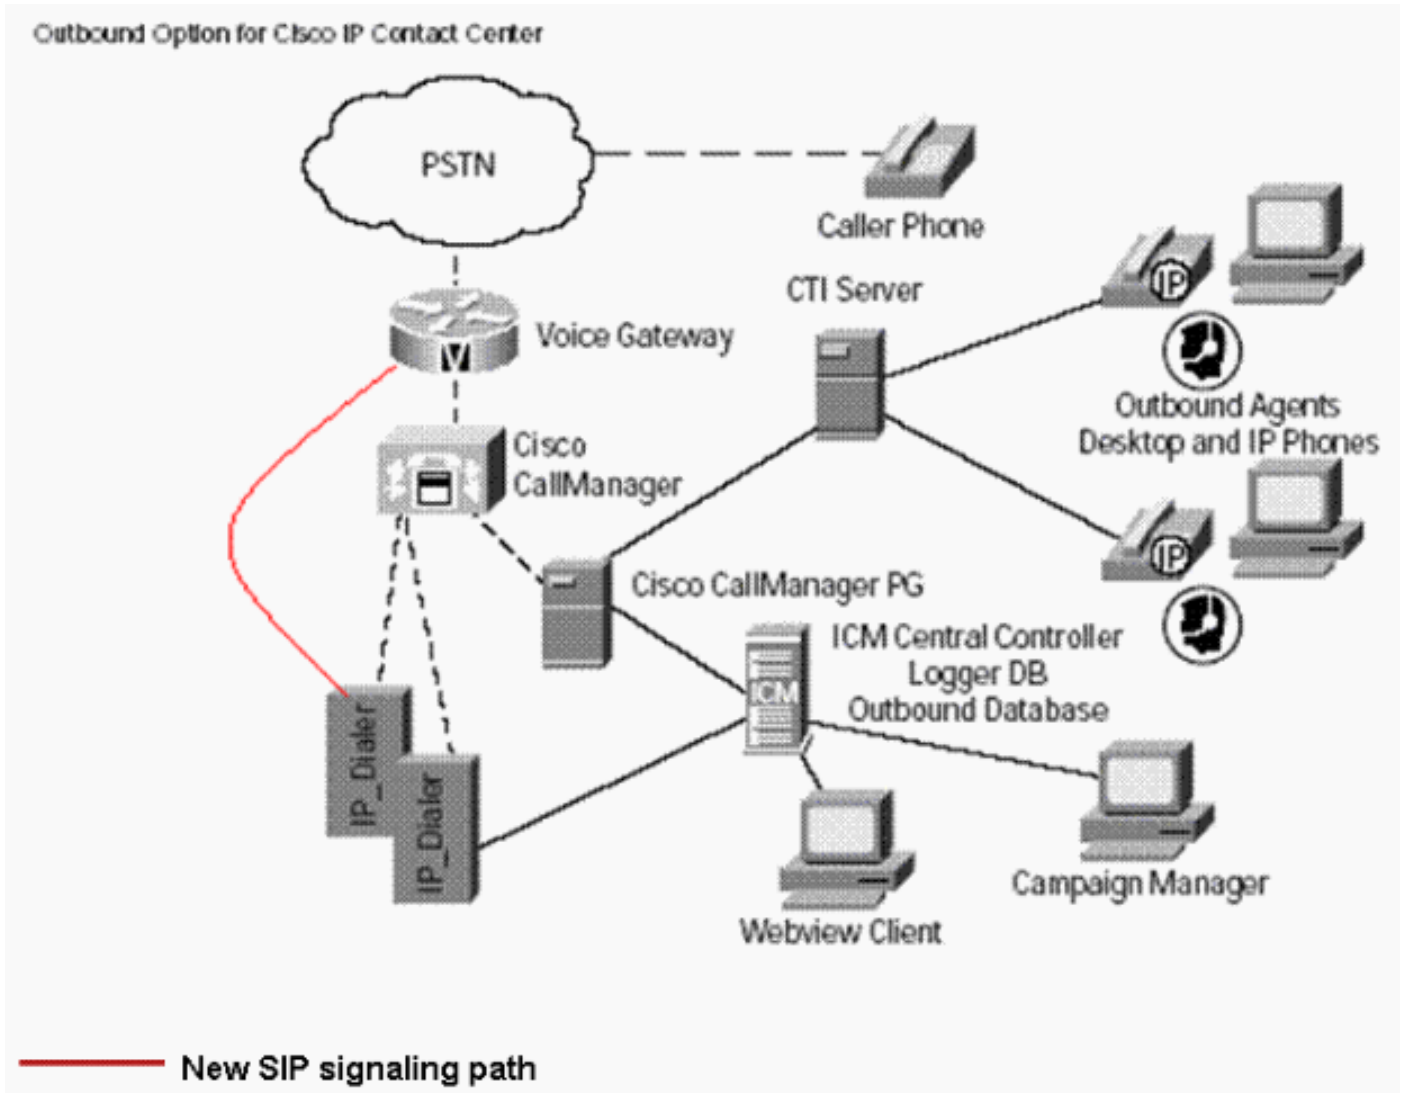 Outbound Option for Cisco IP Contact Center
PSTN
Caller Phone
CTI Server
IP
Voice Gateway
V
Outbound Agents
Desktop and IP Phones
Cisco
CallManager
IP
Cisco CallManager PG
ICM Central Controller
Logger DB
Outbound Database
ICM
IP_Dialer
IP_Dialer
Campaign Manager
Webview Client
New SIP signaling path